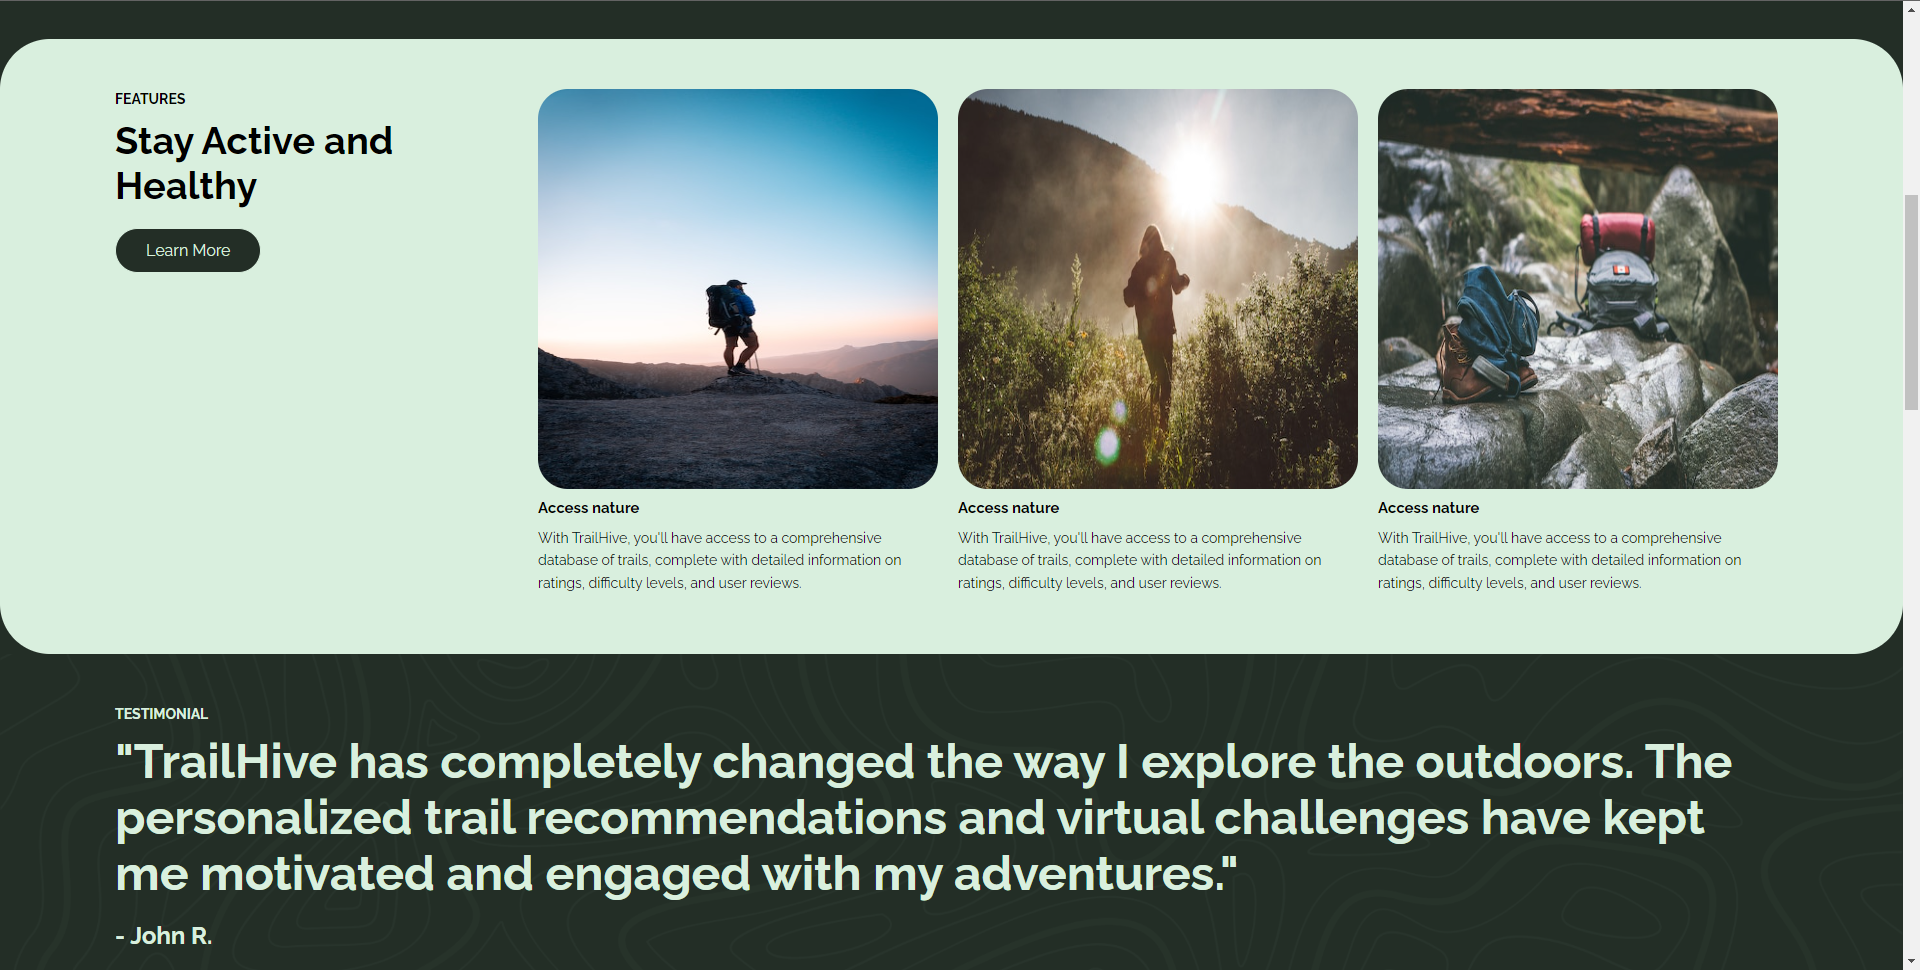 FEATURES
Stay Active and
Healthy
Learn More
Access nature
With TrailHive, you'll have access to a comprehensive
database of trails, complete with detailed information on
ratings, difficulty levels, and user reviews.
Access nature
With TrailHive, you'll have access to a comprehensive
database of trails, complete with detailed information on
ratings, difficulty levels, and user reviews.
Access nature
With TrailHive, you'll have access to a comprehensive
database of trails, complete with detailed information on
ratings, difficulty levels, and user reviews.
TESTIMONIAL
"TrailHive has completely changed the way I explore the outdoors. The
personalized trail recommendations and virtual challenges have kept
me motivated and engaged with my adventures."
- John R.